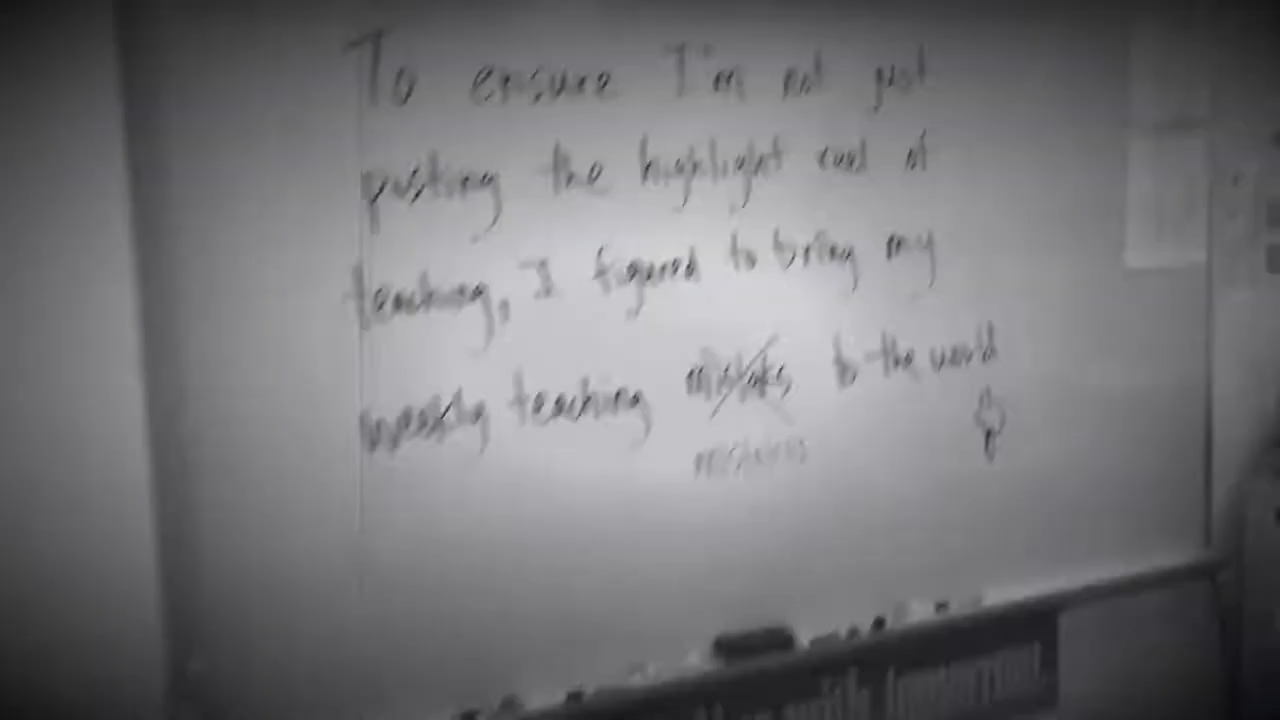 To ensure I'm not just
posting the highlight reel of
teaching, I figured to bring my
weekly teaching to the world
with